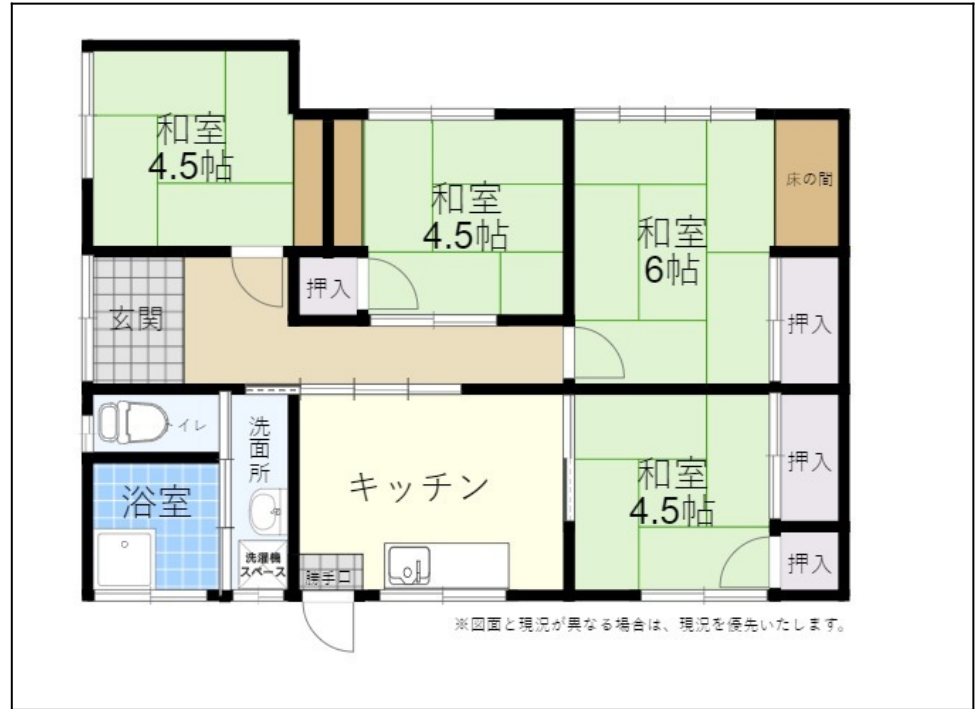 和室
4.5帖
和室
4.5帖
和室
6帖
床の間
押入
玄関
押入
トイレ
洗面所
浴室
洗濯機
スペース
キッチン
勝手口
和室
4.5帖
押入
押入
※図面と現況が異なる場合は、現況を優先いたします。